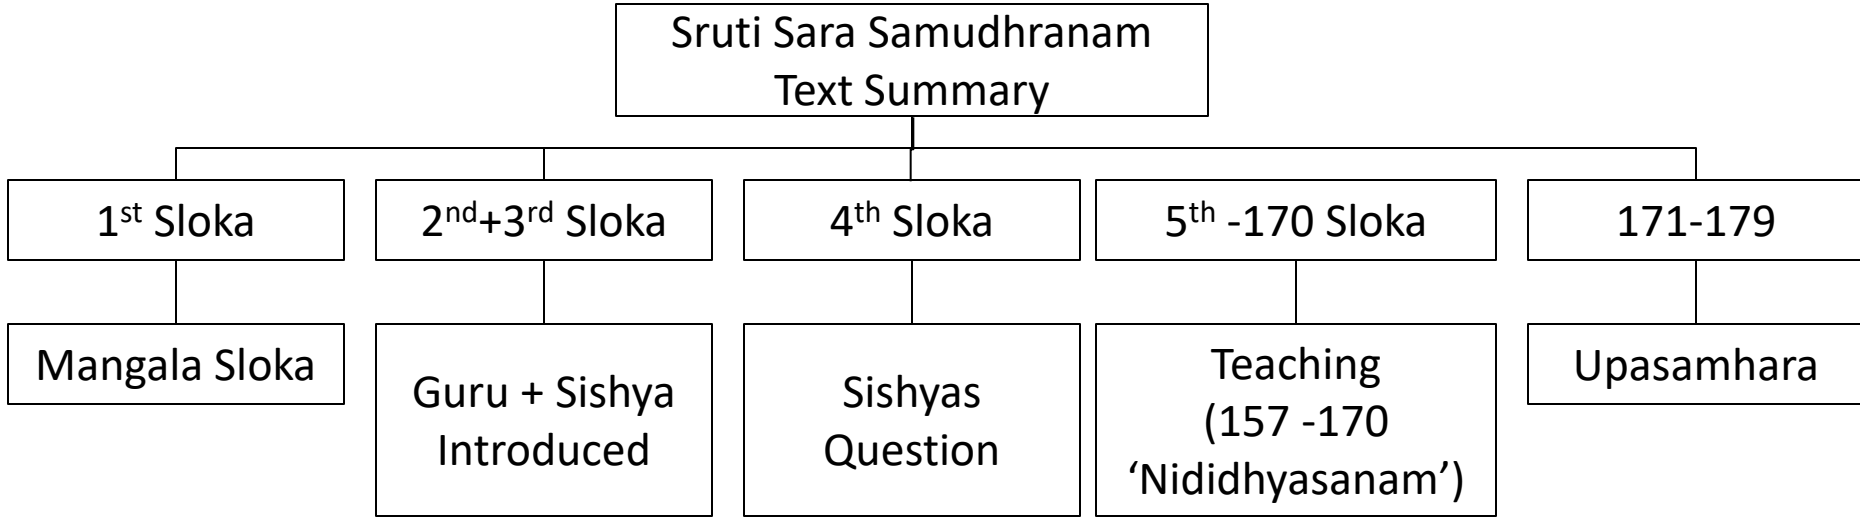 Sruti Sara Samudhranam
Text Summary
1st Sloka
2nd+3rd Sloka
4th Sloka
5th -170 Sloka
171-179
Mangala Sloka
Guru + Sishya
Introduced
Sishyas
Question
Teaching
(157 -170
‘Nididhyasanam’)
Upasamhara